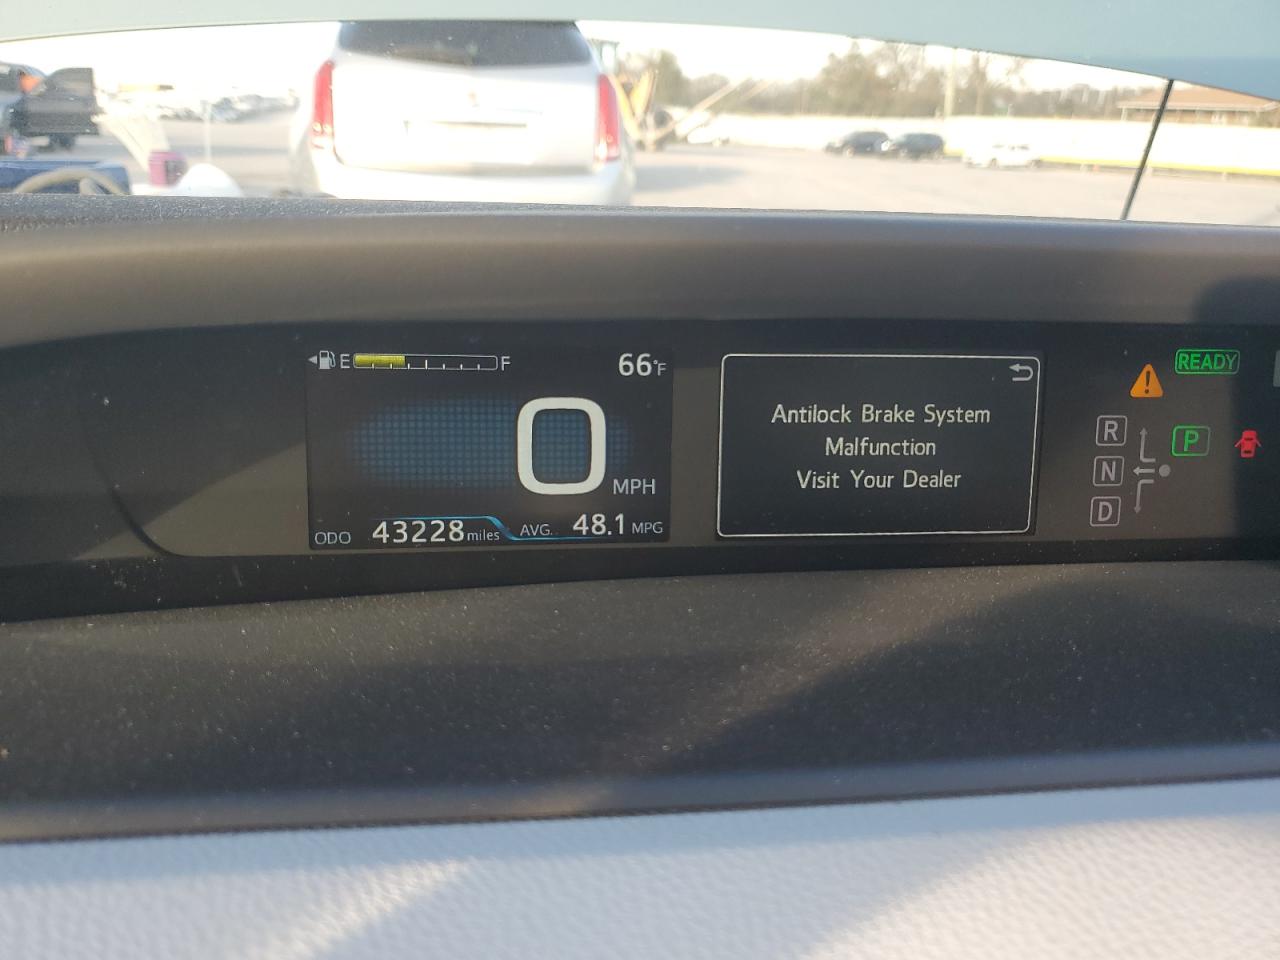 E F 66°F
0 MPH
ODO 43228 miles AVG. 48.1 MPG
Antilock Brake System
Malfunction
Visit Your Dealer
READY
R
P
N
D